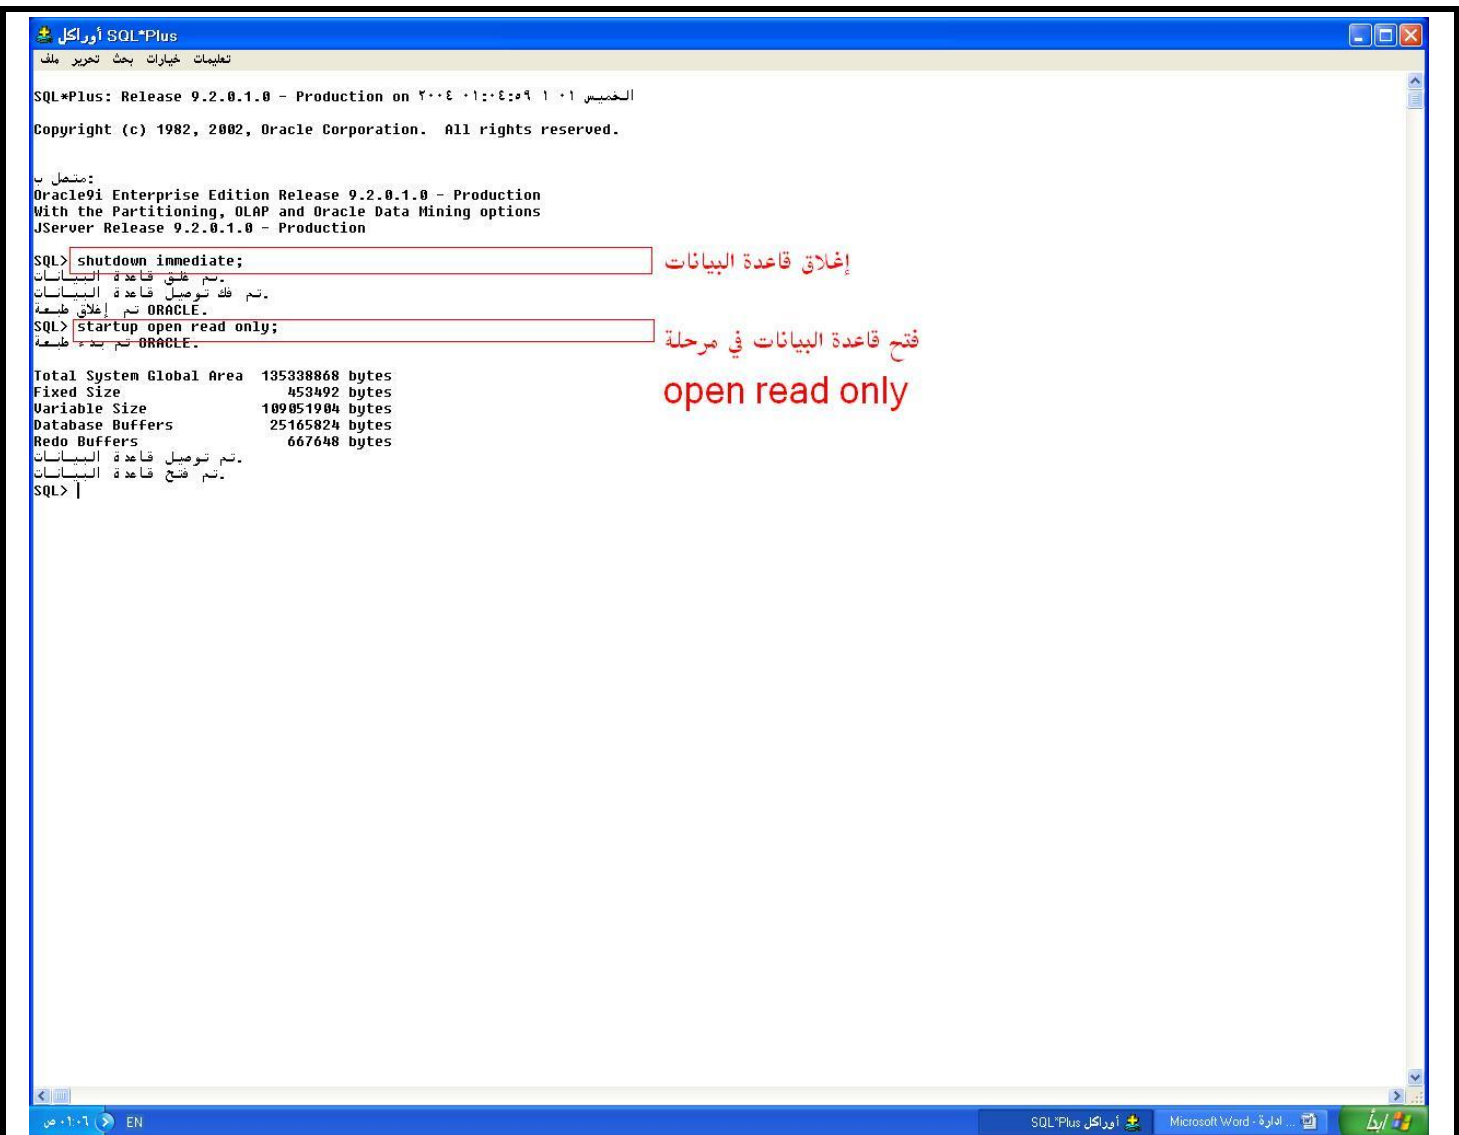 أوراكل SQL*Plus
ملف تحرير بحث خيارات تعليمات
SQL*Plus: Release 9.2.0.1.0 - Production on الخميس ٠١ ١ ٠١:٠٤:٥٩ ٢٠٠٤
Copyright (c) 1982, 2002, Oracle Corporation.  All rights reserved.
متصل ب:
Oracle9i Enterprise Edition Release 9.2.0.1.0 - Production
With the Partitioning, OLAP and Oracle Data Mining options
JServer Release 9.2.0.1.0 - Production
SQL> shutdown immediate;
إغلاق قاعدة البيانات
تم غلق قاعدة البيانات.
تم فك توصيل قاعدة البيانات.
تم إغلاق طبعة ORACLE.
SQL> startup open read only;
فتح قاعدة البيانات في مرحلة
open read only
تم بدء طبعة ORACLE.
Total System Global Area  135338868 bytes
Fixed Size                   453492 bytes
Variable Size             109051904 bytes
Database Buffers           25165824 bytes
Redo Buffers                 667648 bytes
تم توصيل قاعدة البيانات.
تم فتح قاعدة البيانات.
SQL>
ابدأ
ادارة - Microsoft Word ...
أوراكل SQL*Plus
EN
٠١:٠٦ ص